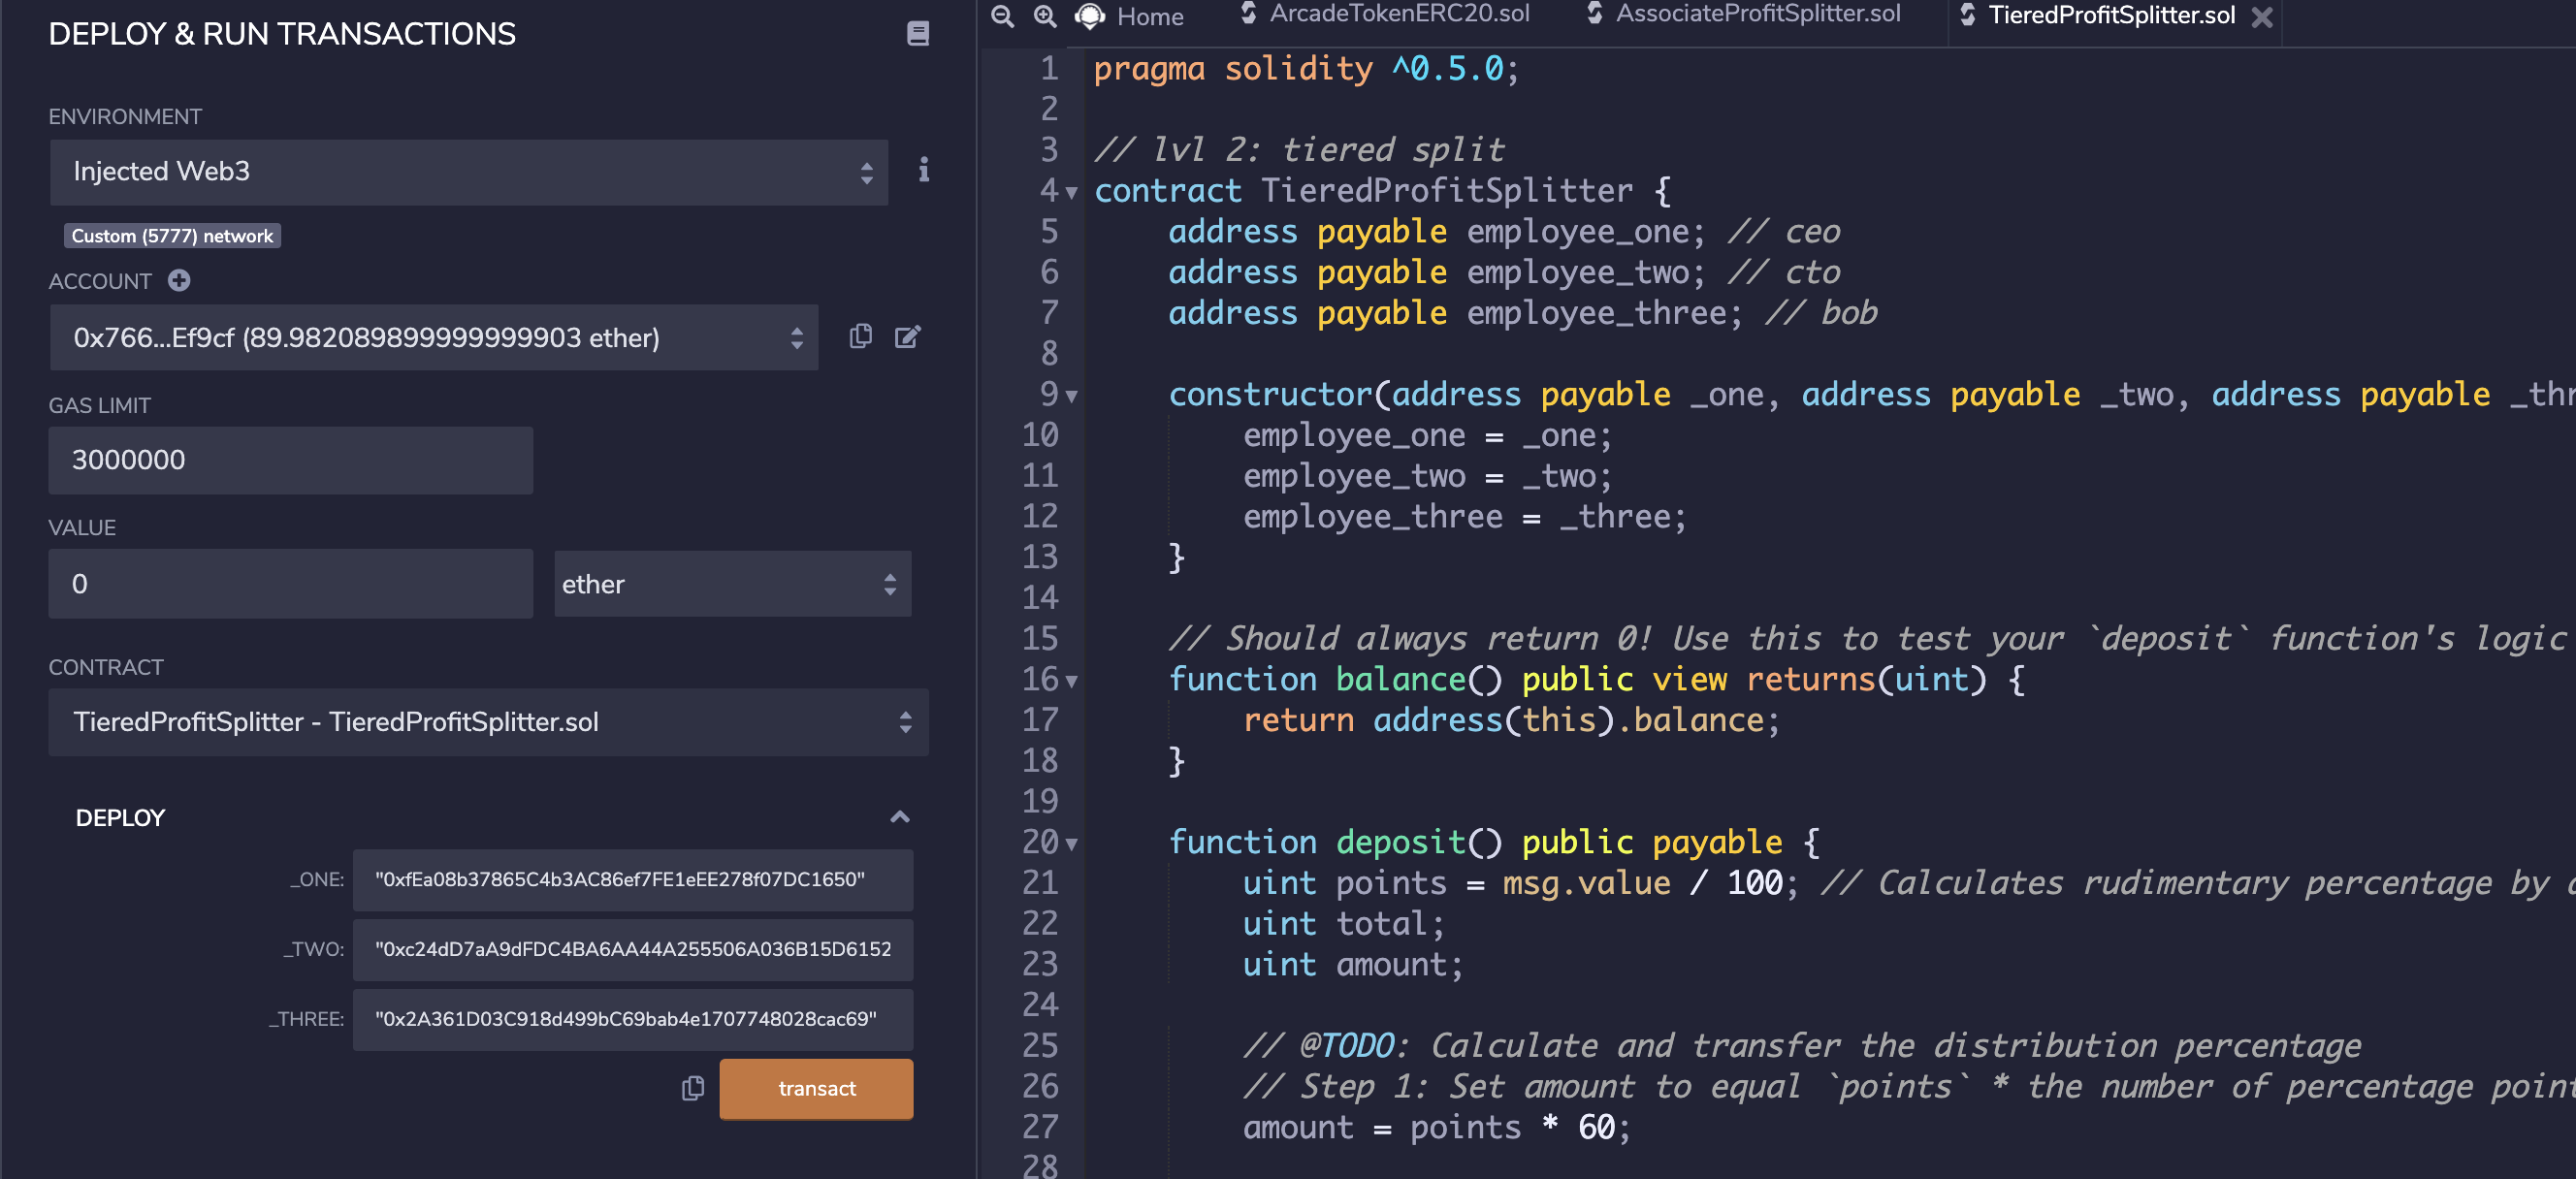 DEPLOY & RUN TRANSACTIONS
ENVIRONMENT
Injected Web3
Custom (5777) network
ACCOUNT
0x766...Ef9cf (89.982089899999999903 ether)
GAS LIMIT
3000000
VALUE
0
ether
CONTRACT
TieredProfitSplitter - TieredProfitSplitter.sol
DEPLOY
_ONE: "0xfEa08b37865C4b3AC86ef7FE1eEE278f07DC1650"
_TWO: "0xc24dD7aA9dFDC4BA6AA44A255506A036B15D6152
_THREE: "0x2A361D03C918d499bC69bab4e1707748028cac69"
transact
Home ArcadeTokenERC20.sol AssociateProfitSplitter.sol TieredProfitSplitter.sol
1 pragma solidity ^0.5.0;
2
3 // lvl 2: tiered split
4 contract TieredProfitSplitter {
5 address payable employee_one; // ceo
6 address payable employee_two; // cto
7 address payable employee_three; // bob
8
9 constructor(address payable _one, address payable _two, address payable _thr
10 employee_one = _one;
11 employee_two = _two;
12 employee_three = _three;
13 }
14
15 // Should always return 0! Use this to test your `deposit` function's logic
16 function balance() public view returns(uint) {
17 return address(this).balance;
18 }
19
20 function deposit() public payable {
21 uint points = msg.value / 100; // Calculates rudimentary percentage by
22 uint total;
23 uint amount;
24
25 // @TODO: Calculate and transfer the distribution percentage
26 // Step 1: Set amount to equal `points` * the number of percentage poin
27 amount = points * 60;
28